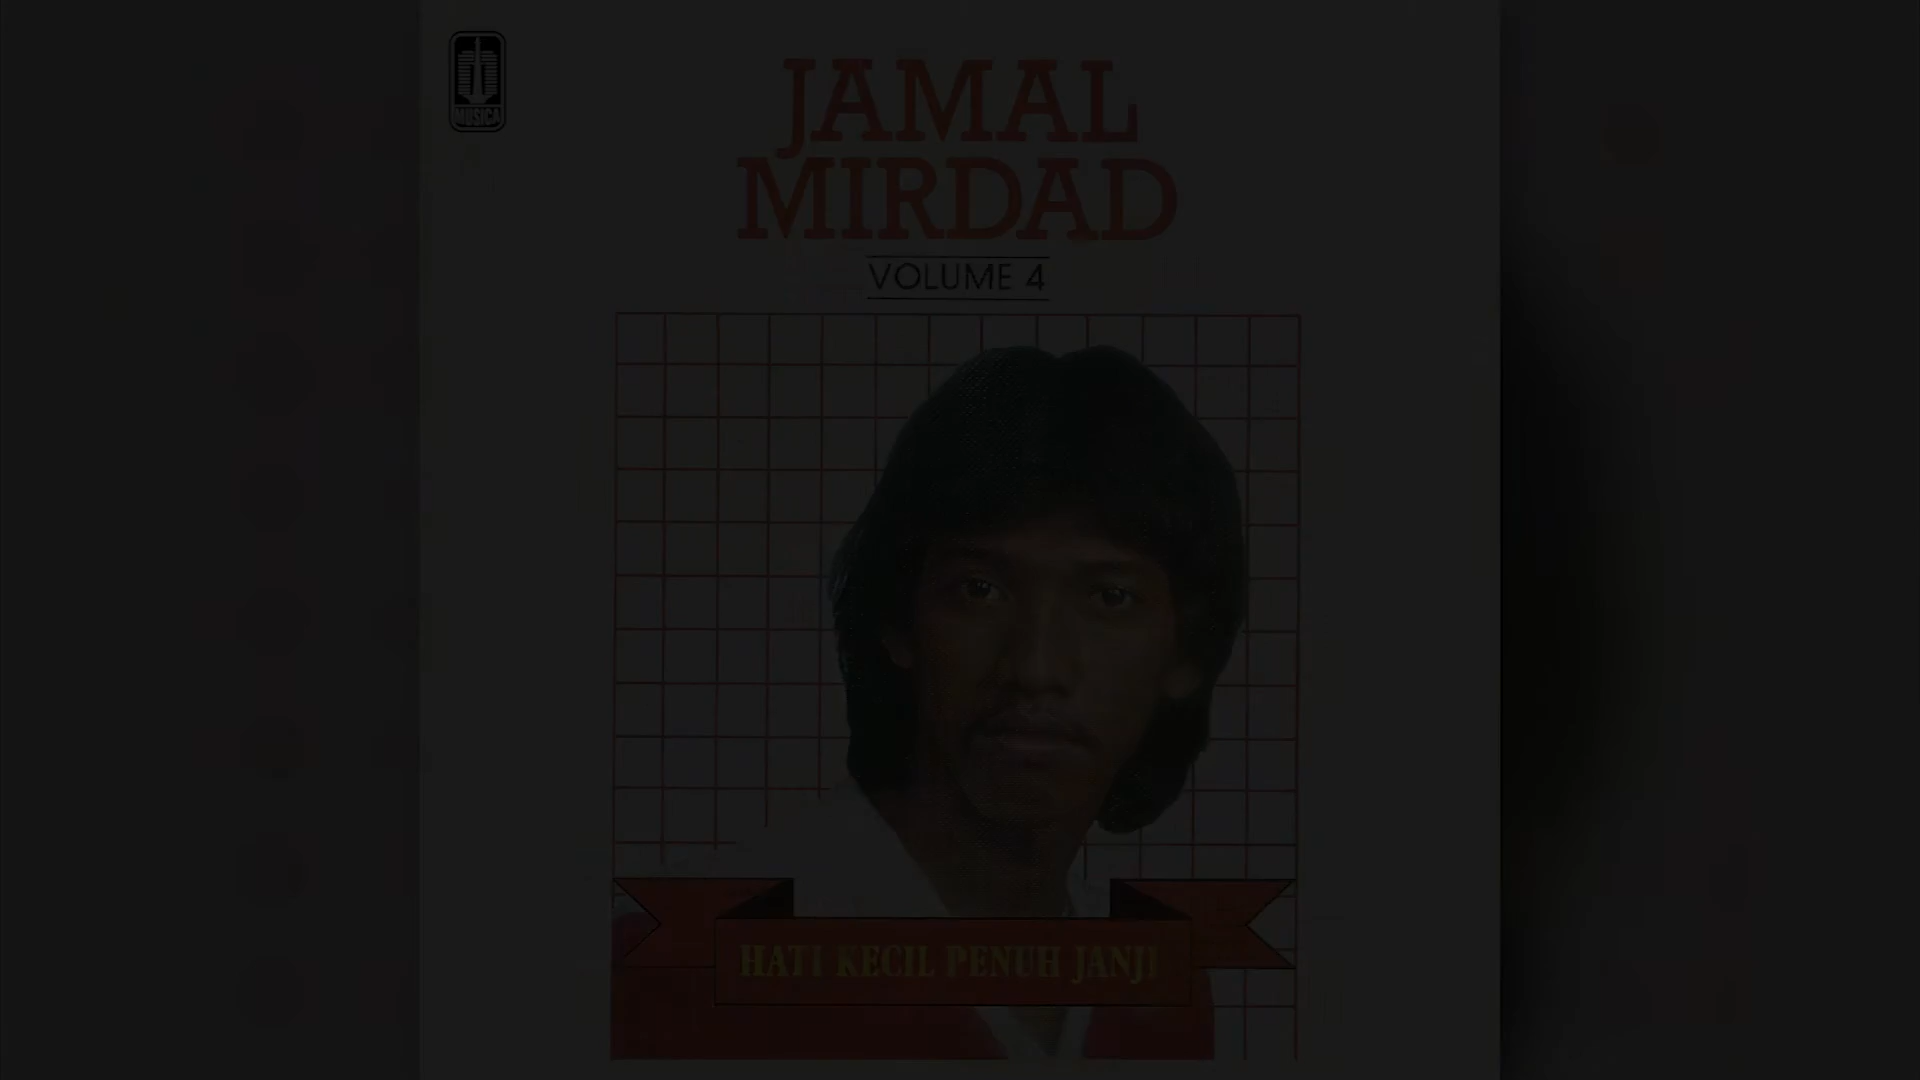 MUSICA
JAMAL
MIRDAD
VOLUME 4
HATI KECIL PENUH JANJI